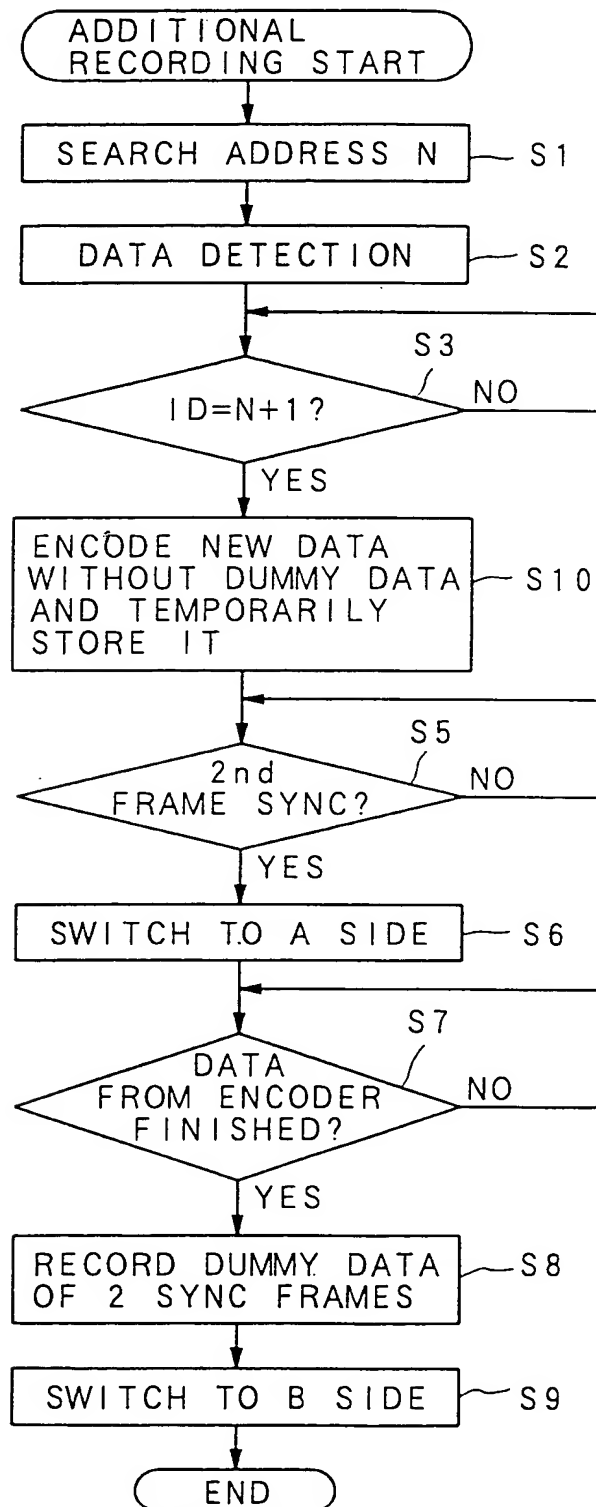 ADDITIONAL
RECORDING START
SEARCH ADDRESS N
S1
DATA DETECTION
S2
S3
ID=N+1?
NO
YES
ENCODE NEW DATA
WITHOUT DUMMY DATA
AND TEMPORARILY
STORE IT
S10
S5
2nd
FRAME SYNC?
NO
YES
SWITCH TO A SIDE
S6
S7
DATA
FROM ENCODER
FINISHED?
NO
YES
RECORD DUMMY DATA
OF 2 SYNC FRAMES
S8
SWITCH TO B SIDE
S9
END